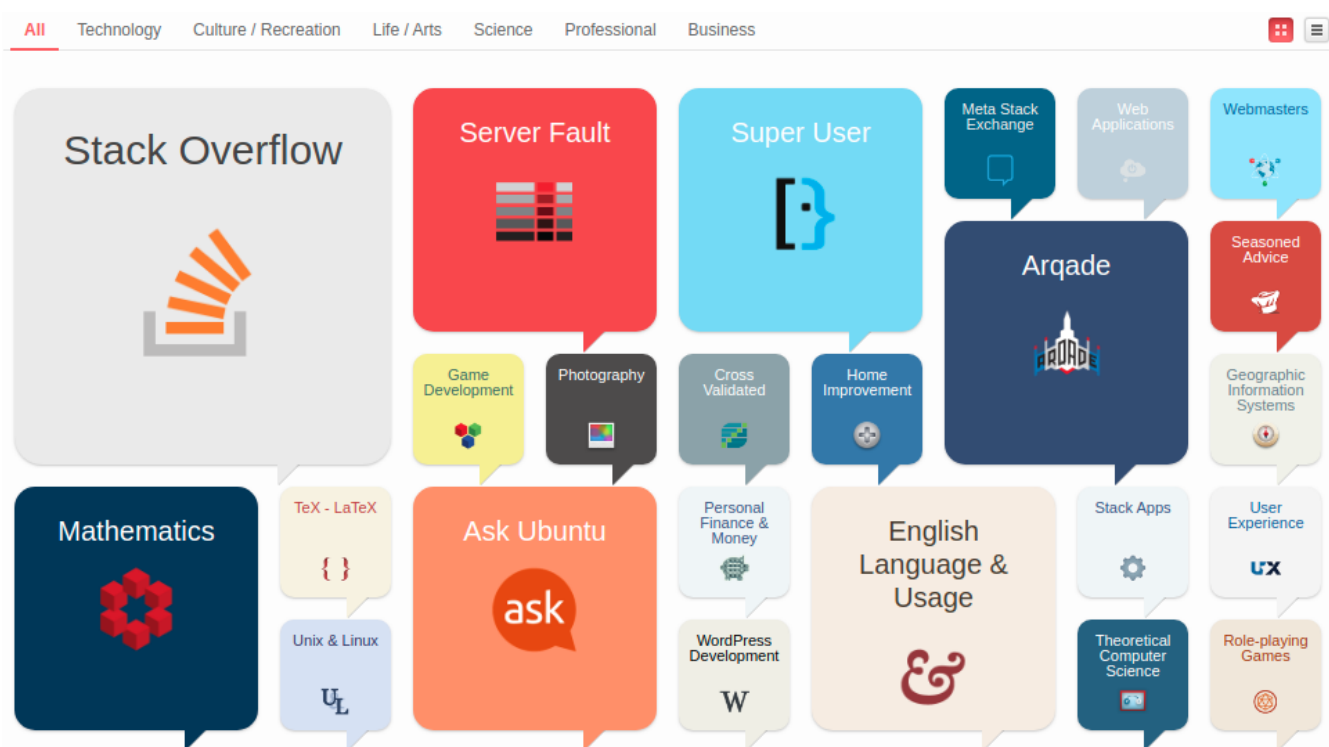 All Technology Culture / Recreation Life / Arts Science Professional Business
Stack Overflow
Server Fault
Super User
Meta Stack
Exchange
Web
Applications
Webmasters
Arqade
ARQADE
Seasoned
Advice
Game
Development
Photography
Cross
Validated
Home
Improvement
Geographic
Information
Systems
Mathematics
TeX - LaTeX
{ }
Ask Ubuntu
ask
Personal
Finance &
Money
English
Language &
Usage
&
Stack Apps
User
Experience
UX
Unix & Linux
UL
WordPress
Development
W
Theoretical
Computer
Science
Role-playing
Games